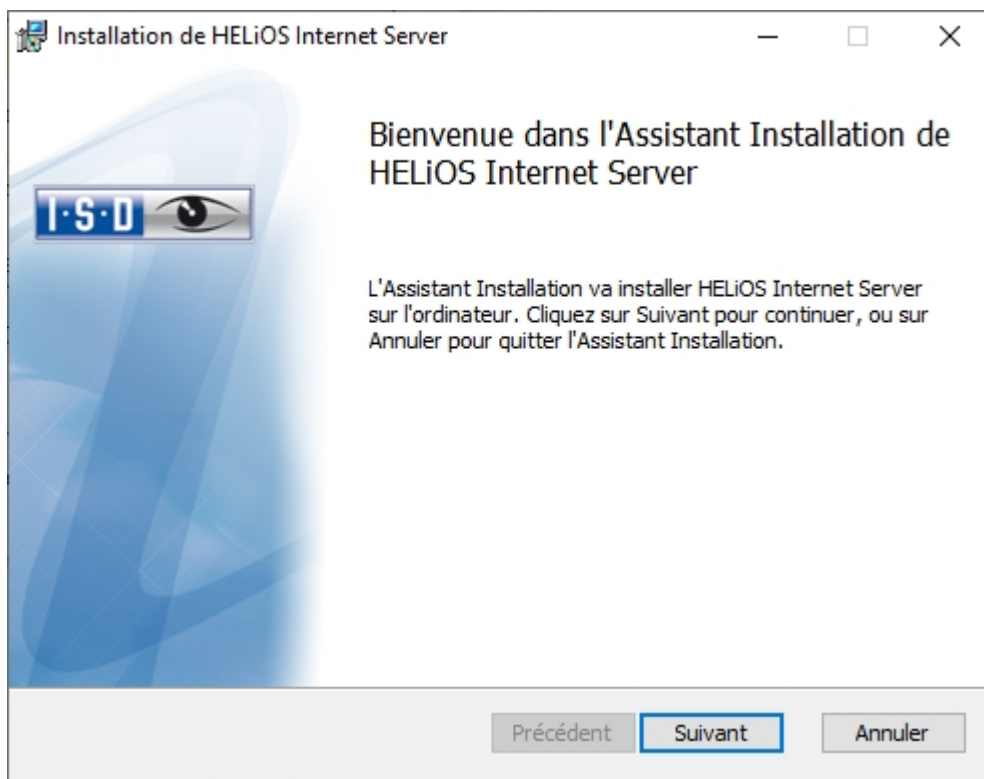 Installation de HELiOS Internet Server
Bienvenue dans l'Assistant Installation de
HELiOS Internet Server
I·S·D
L'Assistant Installation va installer HELiOS Internet Server
sur l'ordinateur. Cliquez sur Suivant pour continuer, ou sur
Annuler pour quitter l'Assistant Installation.
Précédent
Suivant
Annuler